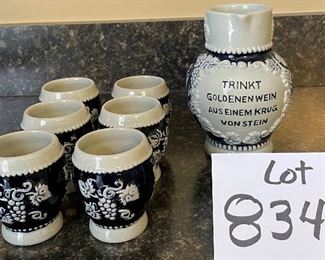 TRINKT
GOLDENEN WEIN
AUS EINEM KRUG
VON STEIN
Lot
834